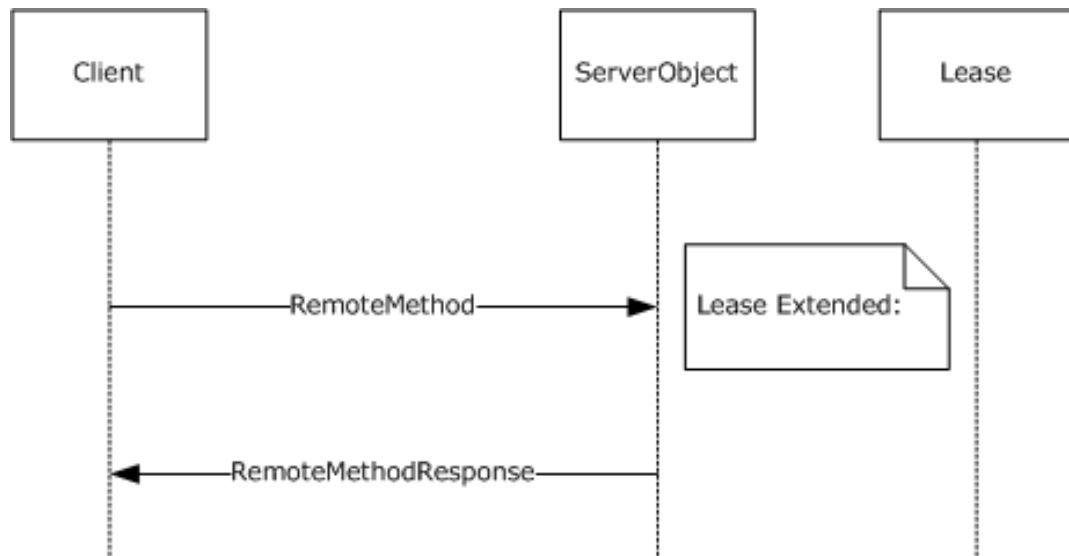 Client
ServerObject
Lease
RemoteMethod
Lease Extended:
RemoteMethodResponse